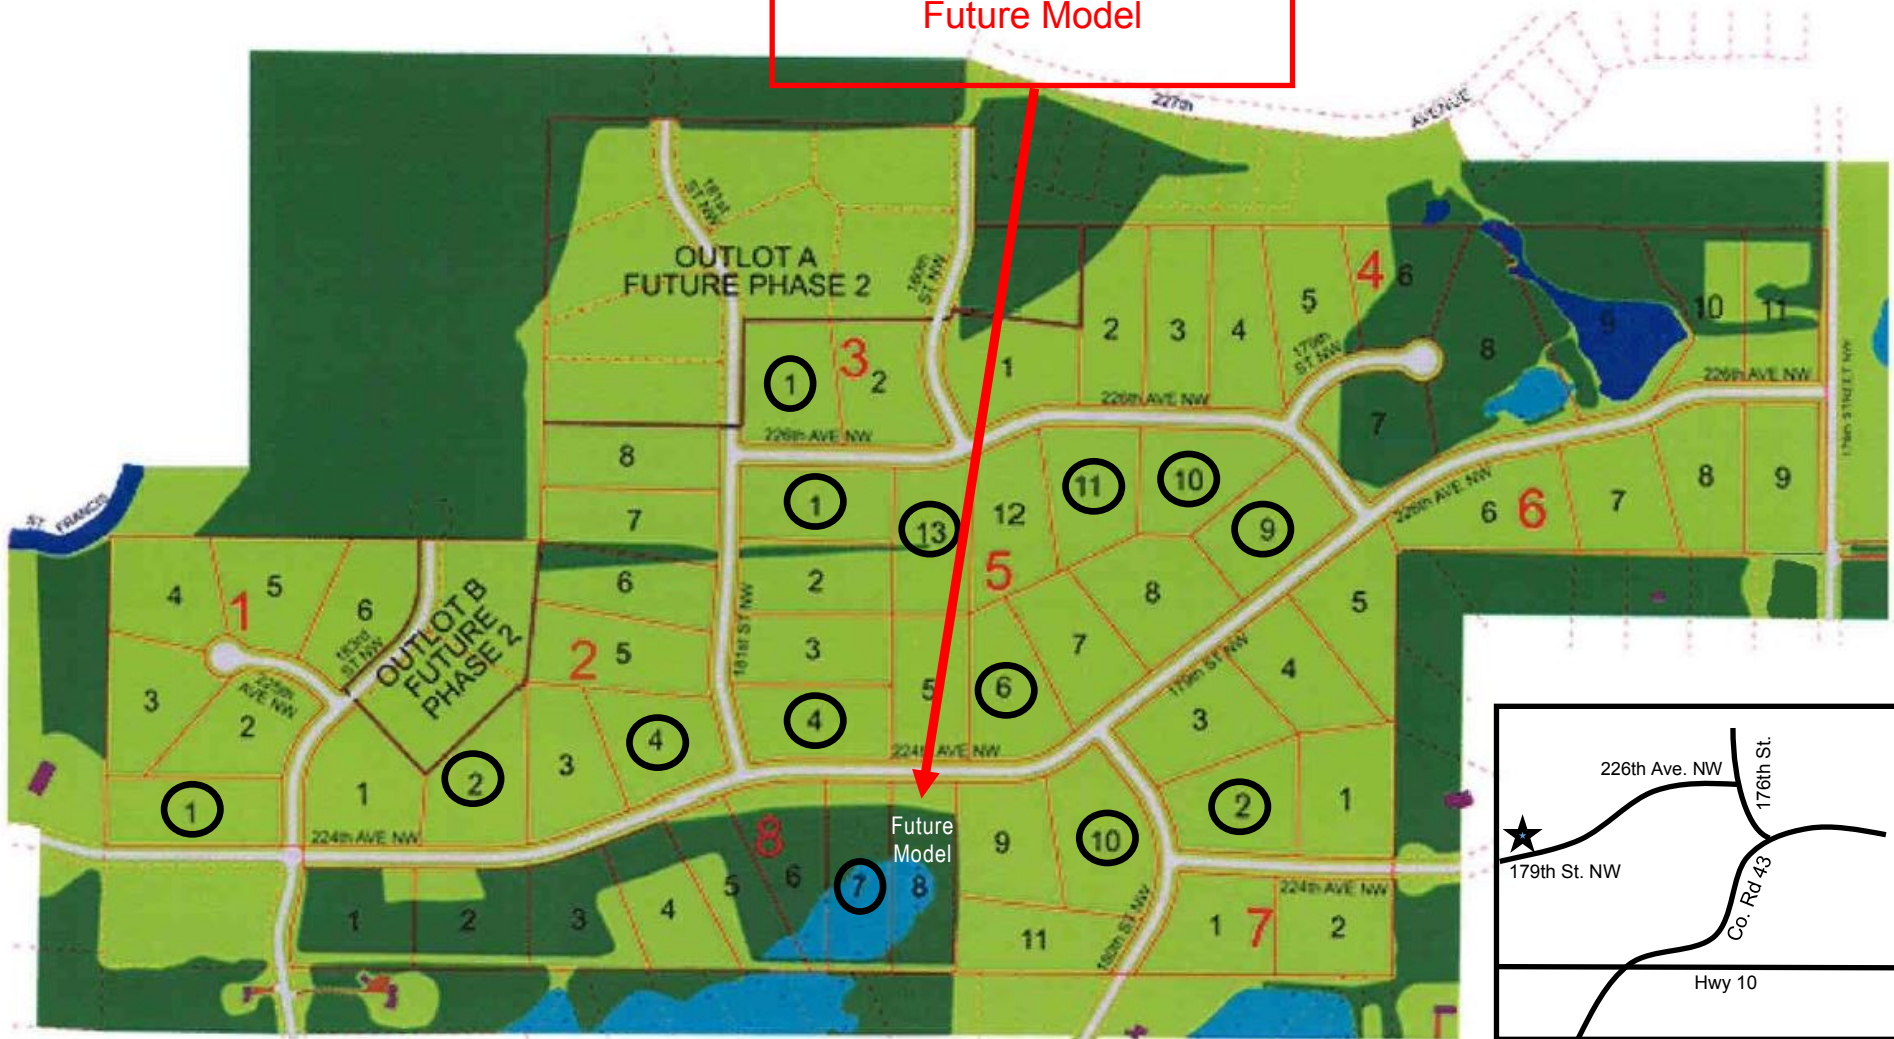 Future Model
227th
AVENUE
181st
ST NW
OUTLOT A
FUTURE PHASE 2
180th
ST NW
4
6
5
2
3
4
1
179th
ST NW
8
9
10
11
3
1
2
226th AVE NW
226th AVE NW
226th AVE NW
7
176th STREET NW
8
7
1
13
12
11
10
9
226th AVE NW
6
6
7
8
9
ST
FRANCIS
4
1
5
6
183rd
ST NW
OUTLOT B
FUTURE
PHASE 2
6
2
5
181st ST NW
2
3
5
8
7
5
4
3
2
225th
AVE NW
6
179th ST NW
3
4
4
5
224th AVE NW
1
1
2
3
2
1
224th AVE NW
8
Future
Model
9
10
1
2
3
4
5
6
7
8
11
180th ST NW
224th AVE NW
1
7
2
226th Ave. NW
176th St.
179th St. NW
Co. Rd 43
Hwy 10